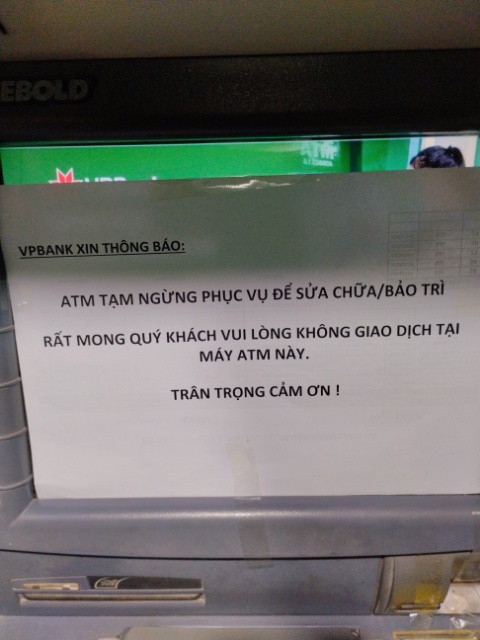 EBOLD
VPBANK XIN THÔNG BÁO:
ATM TẠM NGỪNG PHỤC VỤ ĐỂ SỬA CHỮA/BẢO TRÌ
RẤT MONG QUÝ KHÁCH VUI LÒNG KHÔNG GIAO DỊCH TẠI
MÁY ATM NÀY.
TRÂN TRỌNG CẢM ƠN !